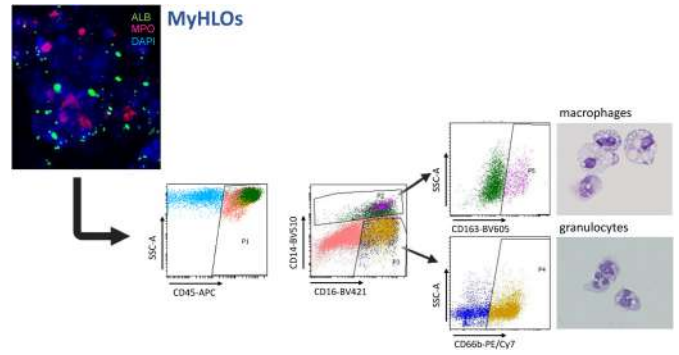 ALB
MPO
DAPI
MyHLOs
macrophages
SSC-A
P5
CD163-BV605
SSC-A
P1
CD45-APC
CD14-BV510
P2
P3
CD16-BV421
granulocytes
SSC-A
P4
CD66b-PE/Cy7